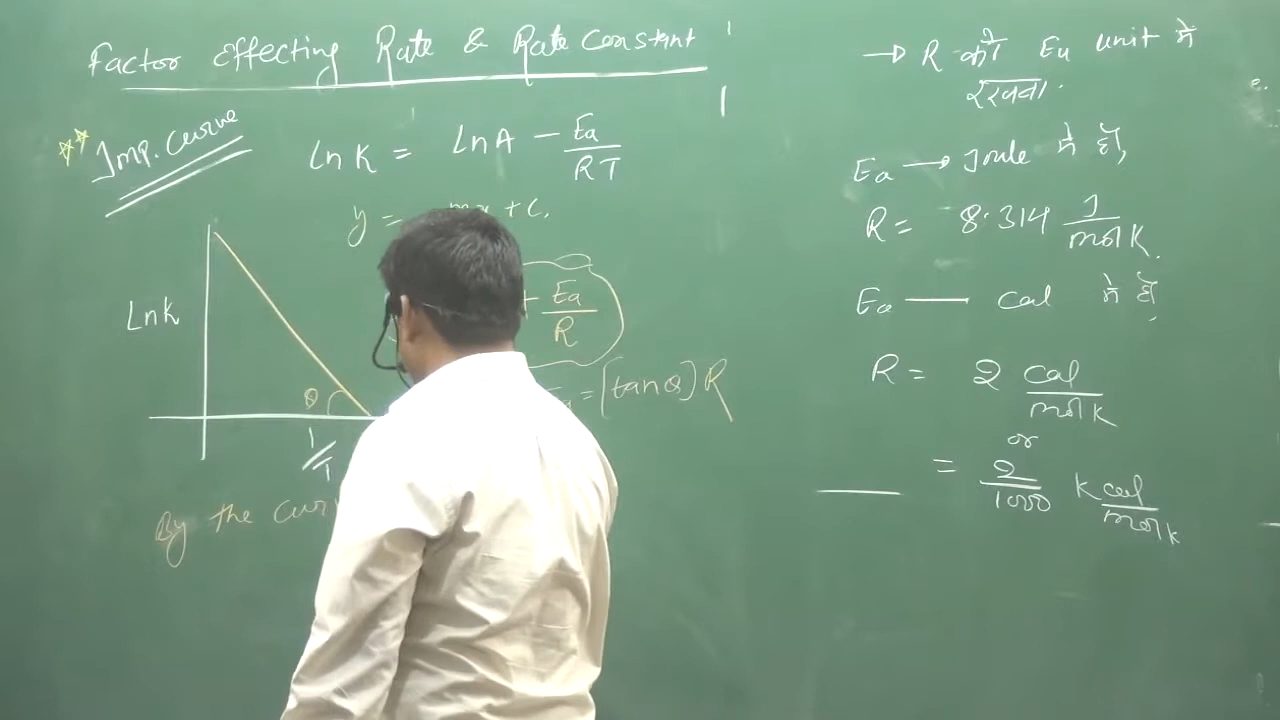 Factor effecting Rate & Rate Constant
Imp. Curve
ln K = ln A - Ea/RT
y = mx + c,
Ea/R
= (tanθ) R
LnK
θ
1/T
By the cur
→ R को Ea unit में
रखना.
Ea → Joule में हो,
R = 8.314 J/mol K.
Ea — cal में हो,
R = 2 cal/mol K
or
= 2/1000 K cal/mol K